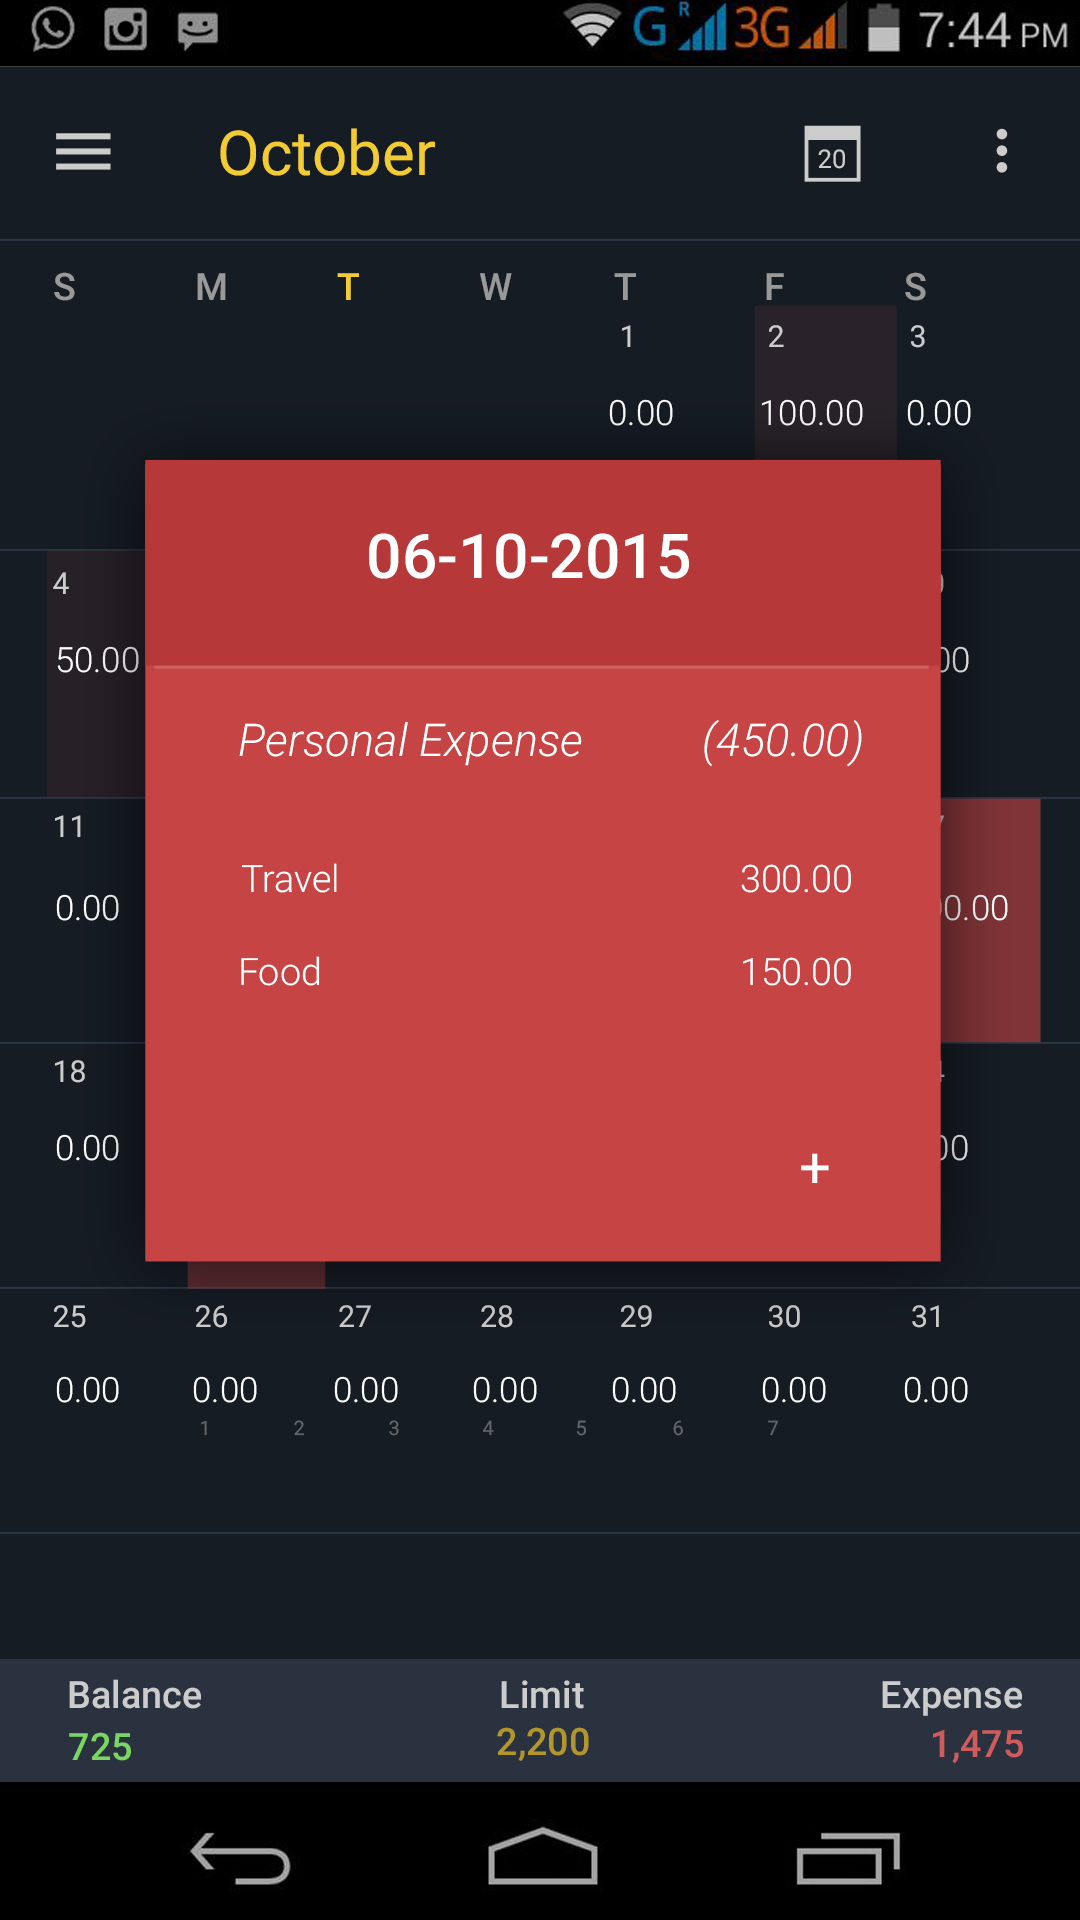 G R 3G 7:44 PM
October 20
S M T W T F S
1 2 3
0.00 100.00 0.00
06-10-2015
4
50.00
Personal Expense (450.00)
11
Travel 300.00
0.00
Food 150.00
18
0.00
+
25 26 27 28 29 30 31
0.00 0.00 0.00 0.00 0.00 0.00 0.00
1 2 3 4 5 6 7
Balance Limit Expense
725 2,200 1,475